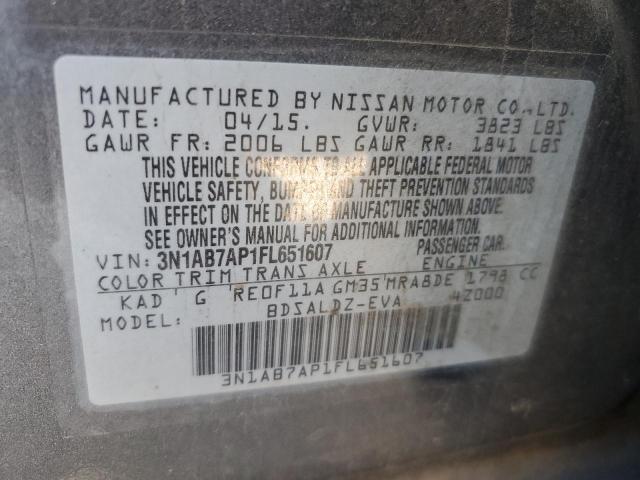 MANUFACTURED BY NISSAN MOTOR CO., LTD.
DATE: 04/15. GVWR: 3823 LBS
GAWR FR: 2006 LBS GAWR RR: 1841 LBS
THIS VEHICLE CONFORMS TO ALL APPLICABLE FEDERAL MOTOR
VEHICLE SAFETY, BUMPER AND THEFT PREVENTION STANDARDS
IN EFFECT ON THE DATE OF MANUFACTURE SHOWN ABOVE.
SEE OWNER'S MANUAL FOR ADDITIONAL INFORMATION.
VIN: 3N1AB7AP1FL651607 PASSENGER CAR
COLOR TRIM TRANS AXLE ENGINE
KAD G RE0F11A GM35 MRA8DE 1798 CC
MODEL: BDSALDZ-EVA 4Z000
3N1AB7AP1FL651607